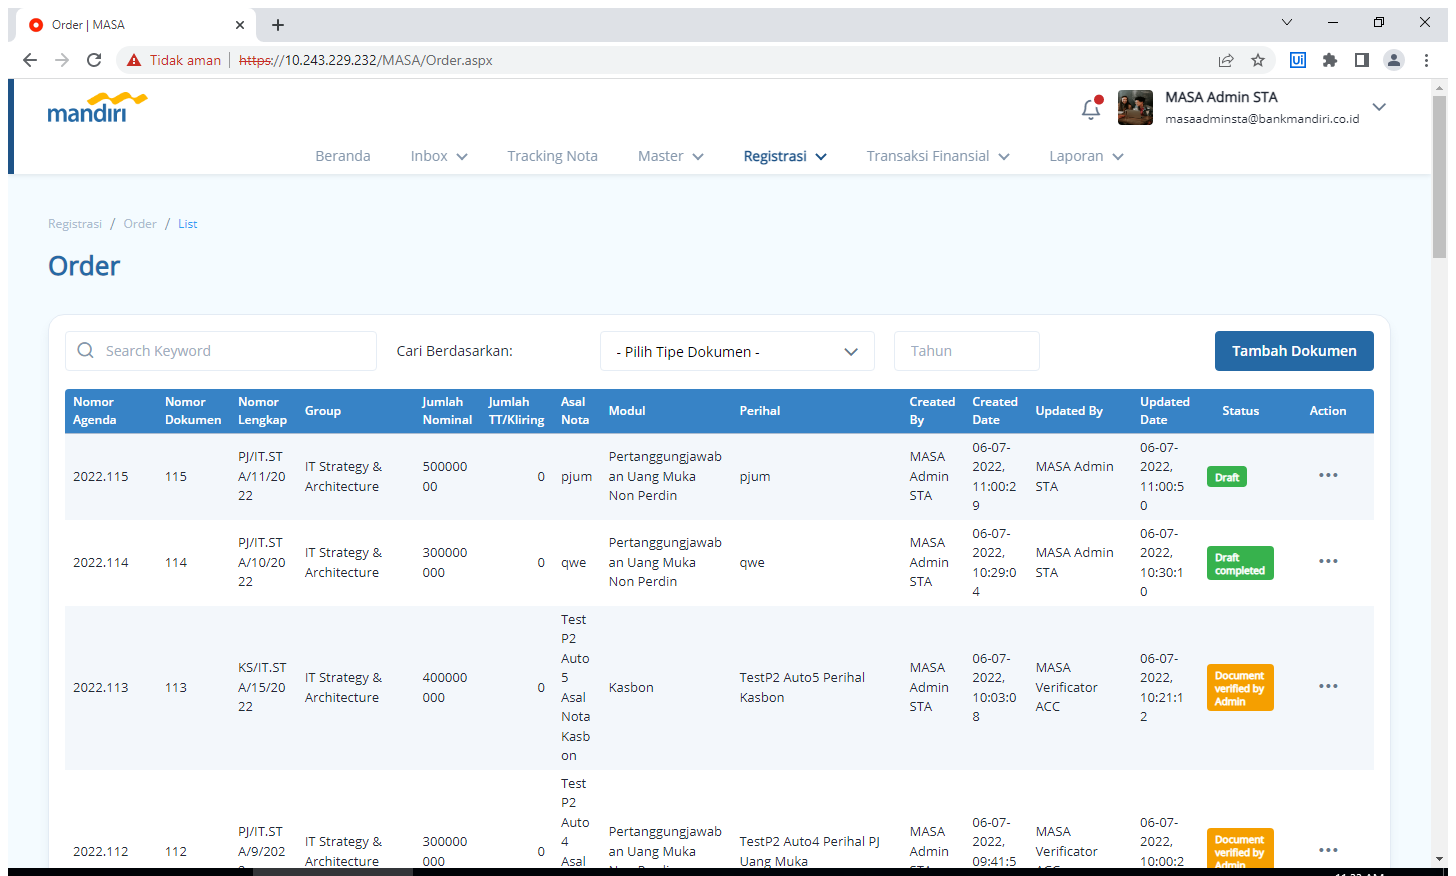 Order | MASA
Tidak aman | https://10.243.229.232/MASA/Order.aspx
mandiri
MASA Admin STA
masaadminsta@bankmandiri.co.id
Beranda Inbox Tracking Nota Master Registrasi Transaksi Finansial Laporan
Registrasi / Order / List
Order
Search Keyword Cari Berdasarkan: - Pilih Tipe Dokumen - Tahun Tambah Dokumen
Nomor Agenda Nomor Dokumen Nomor Lengkap Group Jumlah Nominal Jumlah TT/Kliring Asal Nota Modul Perihal Created By Created Date Updated By Updated Date Status Action
2022.115 115 PJ/IT.STA/11/2022 IT Strategy & Architecture 50000000 0 pjum Pertanggungjawaban Uang Muka Non Perdin pjum MASA Admin STA 06-07-2022, 11:00:29 MASA Admin STA 06-07-2022, 11:00:50 Draft
2022.114 114 PJ/IT.STA/10/2022 IT Strategy & Architecture 300000000 0 qwe Pertanggungjawaban Uang Muka Non Perdin qwe MASA Admin STA 06-07-2022, 10:29:04 MASA Admin STA 06-07-2022, 10:30:10 Draft completed
2022.113 113 KS/IT.STA/15/2022 IT Strategy & Architecture 400000000 0 Test P2 Auto 5 Asal Nota Kasbon Kasbon TestP2 Auto5 Perihal Kasbon MASA Admin STA 06-07-2022, 10:03:08 MASA Verificator ACC 06-07-2022, 10:21:12 Document verified by Admin
2022.112 112 PJ/IT.STA/9/202 IT Strategy & Architecture 300000000 0 Test P2 Auto 4 Asal Pertanggungjawaban Uang Muka TestP2 Auto4 Perihal PJ Uang Muka MASA Admin 06-07-2022, 09:41:5 MASA Verificator 06-07-2022, 10:00:2 Document verified by Admin